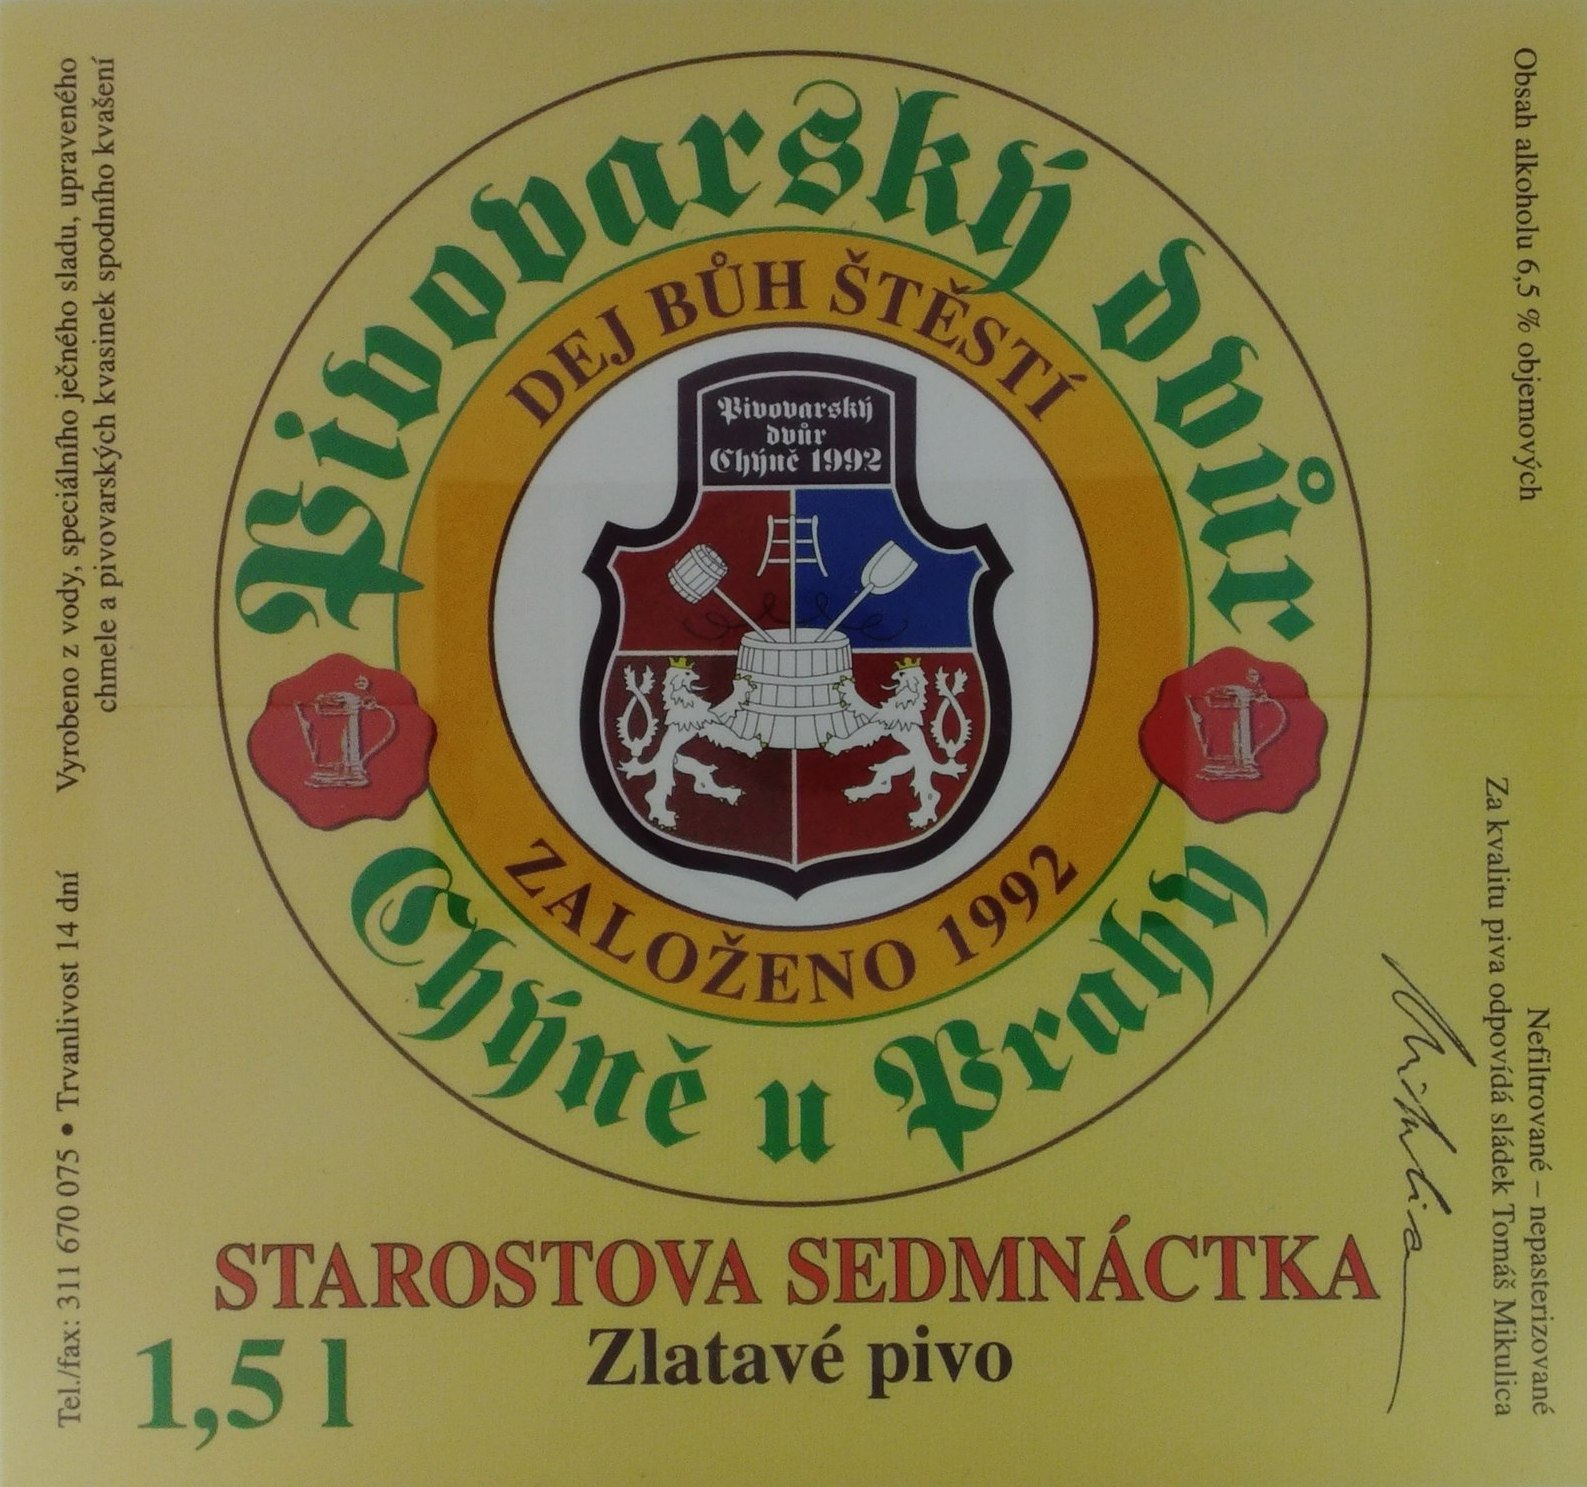 Pivovarský dvůr
DEJ BŮH ŠTĚSTÍ
Pivovarský
dvůr
Chýně 1992
ZALOŽENO 1992
Chýně u Prahy
STAROSTOVA SEDMNÁCTKA
Zlatavé pivo
1,5 l
Vyrobeno z vody, speciálního ječného sladu, upraveného
chmele a pivovarských kvasinek spodního kvašení
Tel./fax: 311 670 075 • Trvanlivost 14 dní
Obsah alkoholu 6,5 % objemových
Nefiltrované – nepasterizované
Za kvalitu piva odpovídá sládek Tomáš Mikulica